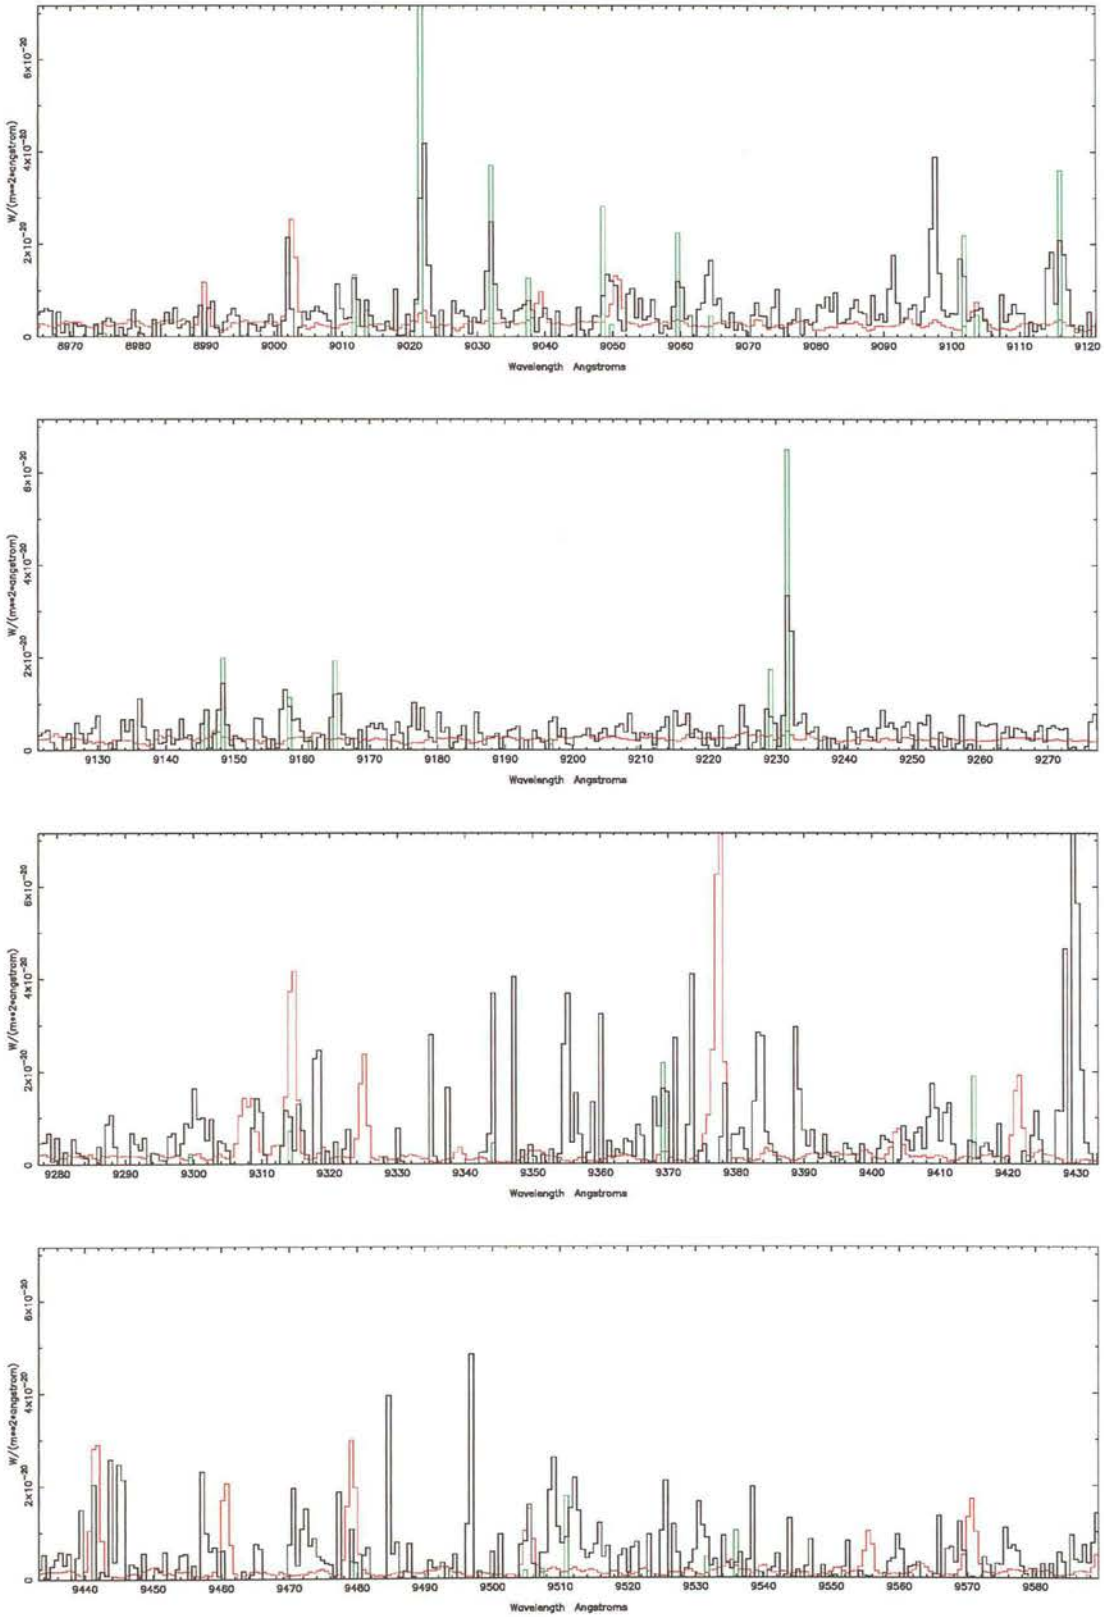 W/(m**2*angstrom)
6×10⁻²⁰
4×10⁻²⁰
2×10⁻²⁰
0
8970 8980 8990 9000 9010 9020 9030 9040 9050 9060 9070 9080 9090 9100 9110 9120
Wavelength Angstroms
W/(m**2*angstrom)
6×10⁻²⁰
4×10⁻²⁰
2×10⁻²⁰
0
9130 9140 9150 9160 9170 9180 9190 9200 9210 9220 9230 9240 9250 9260 9270
Wavelength Angstroms
W/(m**2*angstrom)
6×10⁻²⁰
4×10⁻²⁰
2×10⁻²⁰
0
9280 9290 9300 9310 9320 9330 9340 9350 9360 9370 9380 9390 9400 9410 9420 9430
Wavelength Angstroms
W/(m**2*angstrom)
6×10⁻²⁰
4×10⁻²⁰
2×10⁻²⁰
0
9440 9450 9460 9470 9480 9490 9500 9510 9520 9530 9540 9550 9560 9570 9580
Wavelength Angstroms